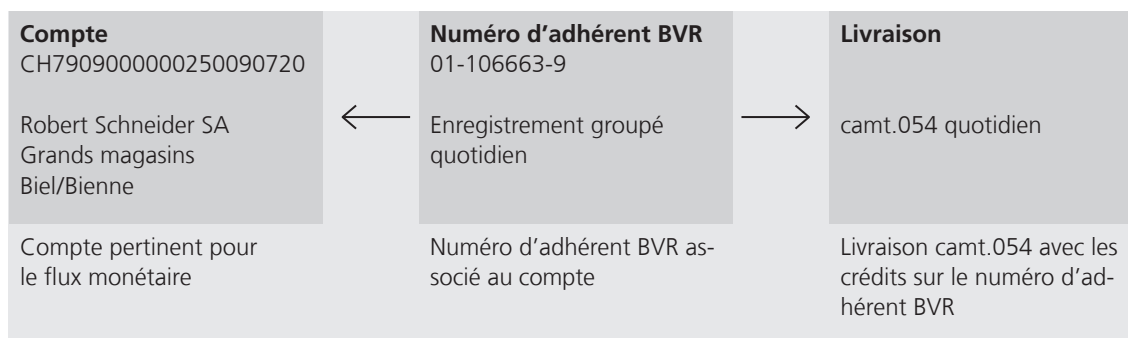 Compte
CH7909000000250090720
Robert Schneider SA
Grands magasins
Biel/Bienne
Compte pertinent pour
le flux monétaire
Numéro d'adhérent BVR
01-106663-9
Enregistrement groupé
quotidien
Numéro d'adhérent BVR as-
socié au compte
Livraison
camt.054 quotidien
Livraison camt.054 avec les
crédits sur le numéro d'ad-
hérent BVR